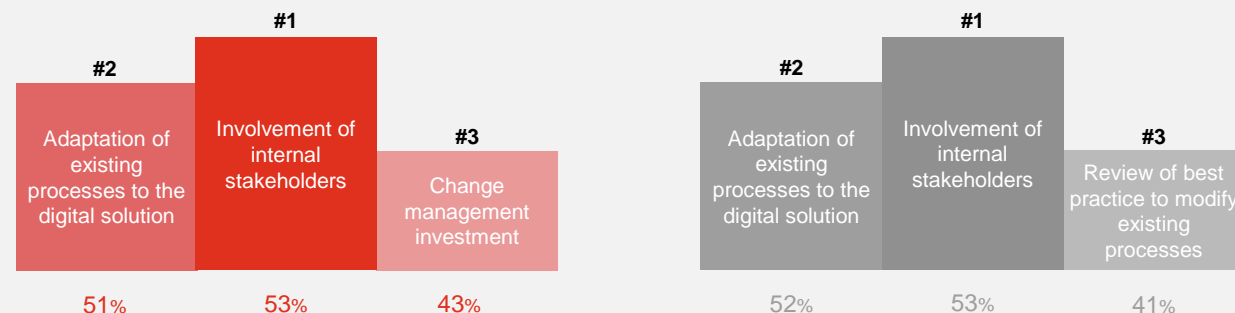 #1
#2
#3
Adaptation of
existing
processes to the
digital solution
Involvement of
internal
stakeholders
Change
management
investment
51%
53%
43%
#1
#2
#3
Adaptation of
existing
processes to the
digital solution
Involvement of
internal
stakeholders
Review of best
practice to modify
existing
processes
52%
53%
41%